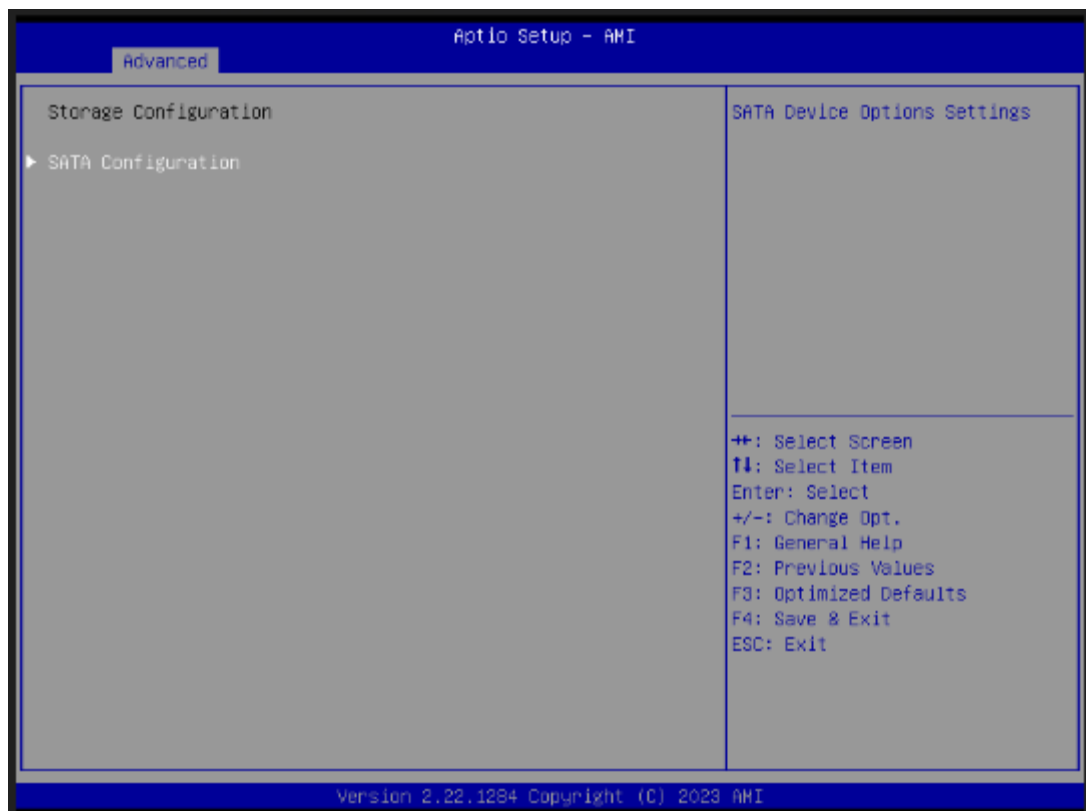 Aptio Setup - AMI
Advanced
Storage Configuration
SATA Configuration
SATA Device Options Settings
→←: Select Screen
↑↓: Select Item
Enter: Select
+/-: Change Opt.
F1: General Help
F2: Previous Values
F3: Optimized Defaults
F4: Save & Exit
ESC: Exit
Version 2.22.1284 Copyright (C) 2023 AMI